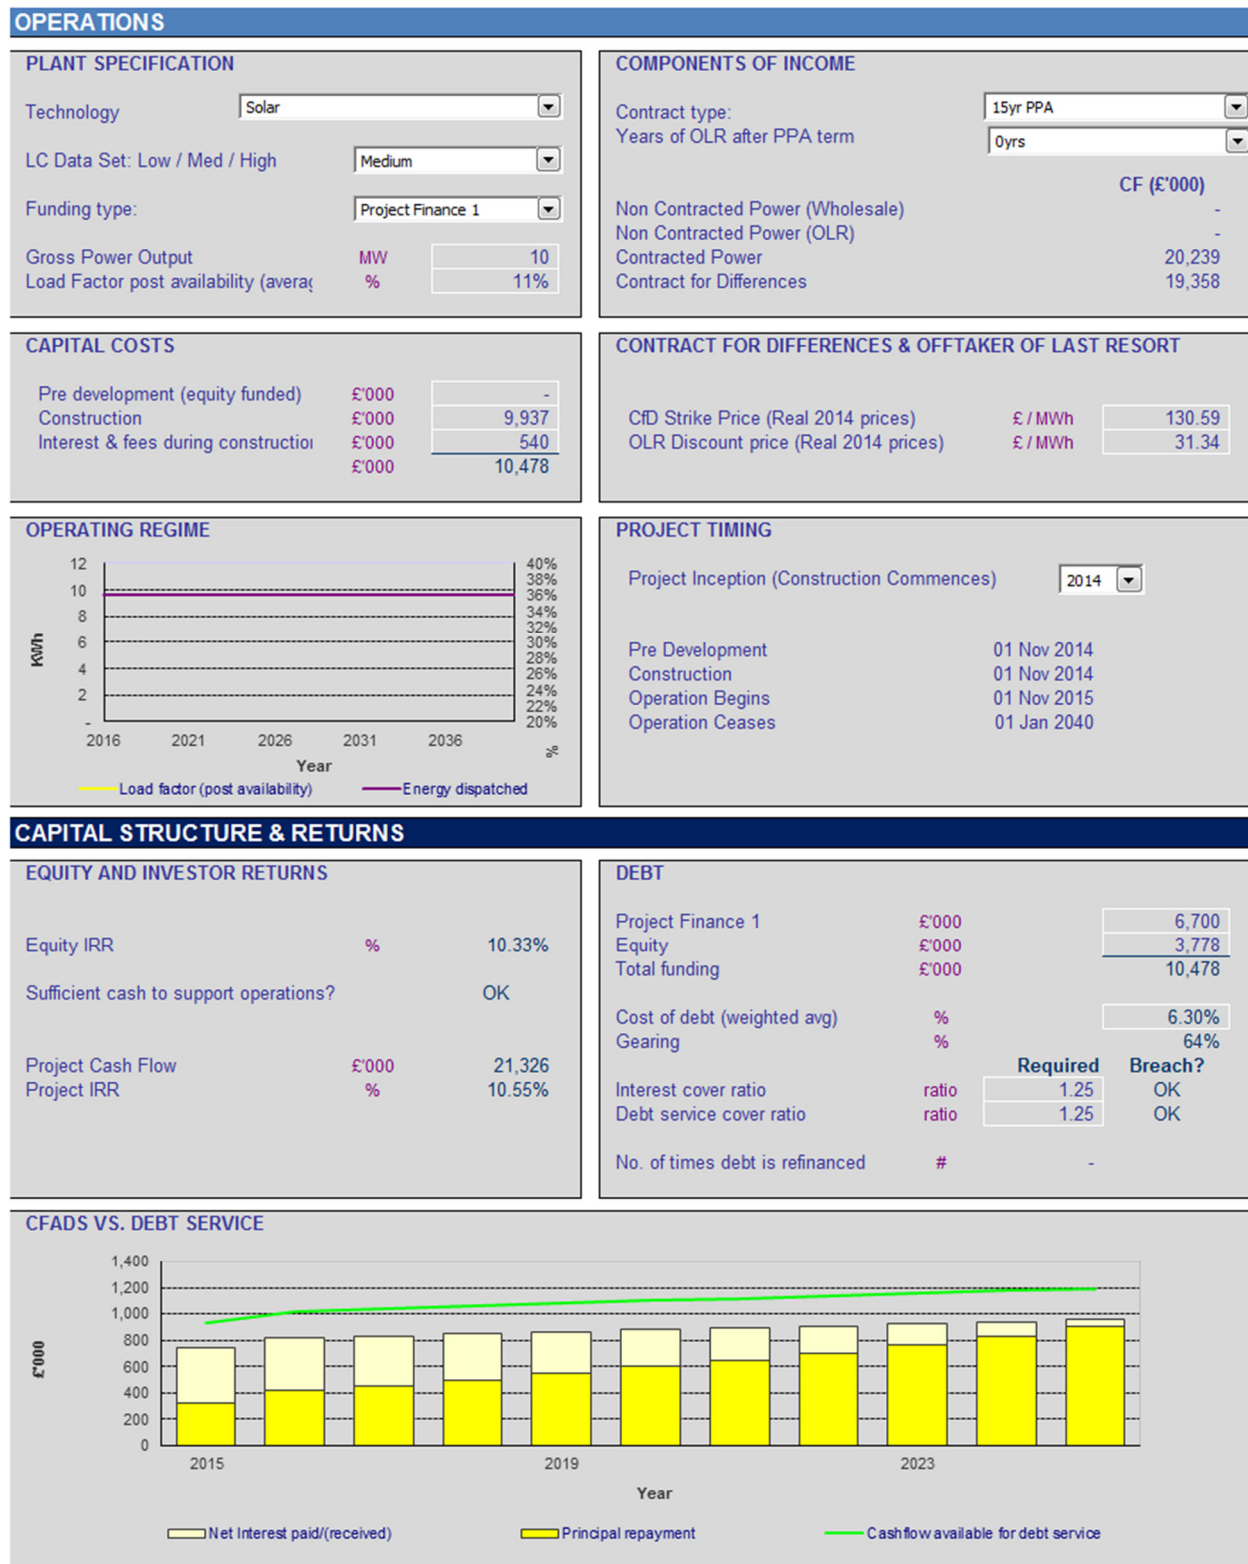 OPERATIONS
PLANT SPECIFICATION
Technology Solar
LC Data Set: Low / Med / High Medium
Funding type: Project Finance 1
Gross Power Output MW 10
Load Factor post availability (averag % 11%
COMPONENTS OF INCOME
Contract type: 15yr PPA
Years of OLR after PPA term 0yrs
CF (£'000)
Non Contracted Power (Wholesale) -
Non Contracted Power (OLR) -
Contracted Power 20,239
Contract for Differences 19,358
CAPITAL COSTS
Pre development (equity funded) £'000 -
Construction £'000 9,937
Interest & fees during construction £'000 540
£'000 10,478
CONTRACT FOR DIFFERENCES & OFFTAKER OF LAST RESORT
CfD Strike Price (Real 2014 prices) £ / MWh 130.59
OLR Discount price (Real 2014 prices) £ / MWh 31.34
OPERATING REGIME
12 40%
38%
10 36%
8 34%
32%
6 30%
28%
4 26%
24%
2 22%
- 20%
KWh
2016 2021 2026 2031 2036
%
Year
Load factor (post availability) Energy dispatched
PROJECT TIMING
Project Inception (Construction Commences) 2014
Pre Development 01 Nov 2014
Construction 01 Nov 2014
Operation Begins 01 Nov 2015
Operation Ceases 01 Jan 2040
CAPITAL STRUCTURE & RETURNS
EQUITY AND INVESTOR RETURNS
Equity IRR % 10.33%
Sufficient cash to support operations? OK
Project Cash Flow £'000 21,326
Project IRR % 10.55%
DEBT
Project Finance 1 £'000 6,700
Equity £'000 3,778
Total funding £'000 10,478
Cost of debt (weighted avg) % 6.30%
Gearing % 64%
Required Breach?
Interest cover ratio ratio 1.25 OK
Debt service cover ratio ratio 1.25 OK
No. of times debt is refinanced # -
CFADS VS. DEBT SERVICE
1,400
1,200
1,000
800
600
400
200
0
£'000
2015 2019 2023
Year
Net Interest paid/(received) Principal repayment Cashflow available for debt service